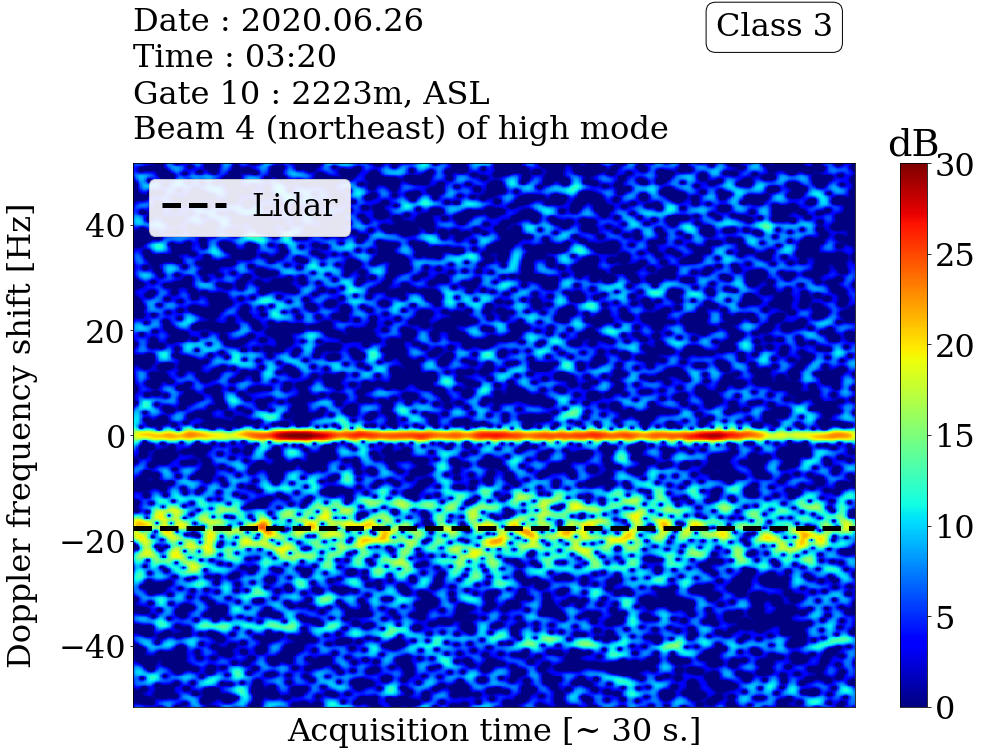 Date : 2020.06.26
Time : 03:20
Gate 10 : 2223m, ASL
Beam 4 (northeast) of high mode
Class 3
dB
Lidar
Doppler frequency shift [Hz]
40
20
0
−20
−40
30
25
20
15
10
5
0
Acquisition time [~ 30 s.]